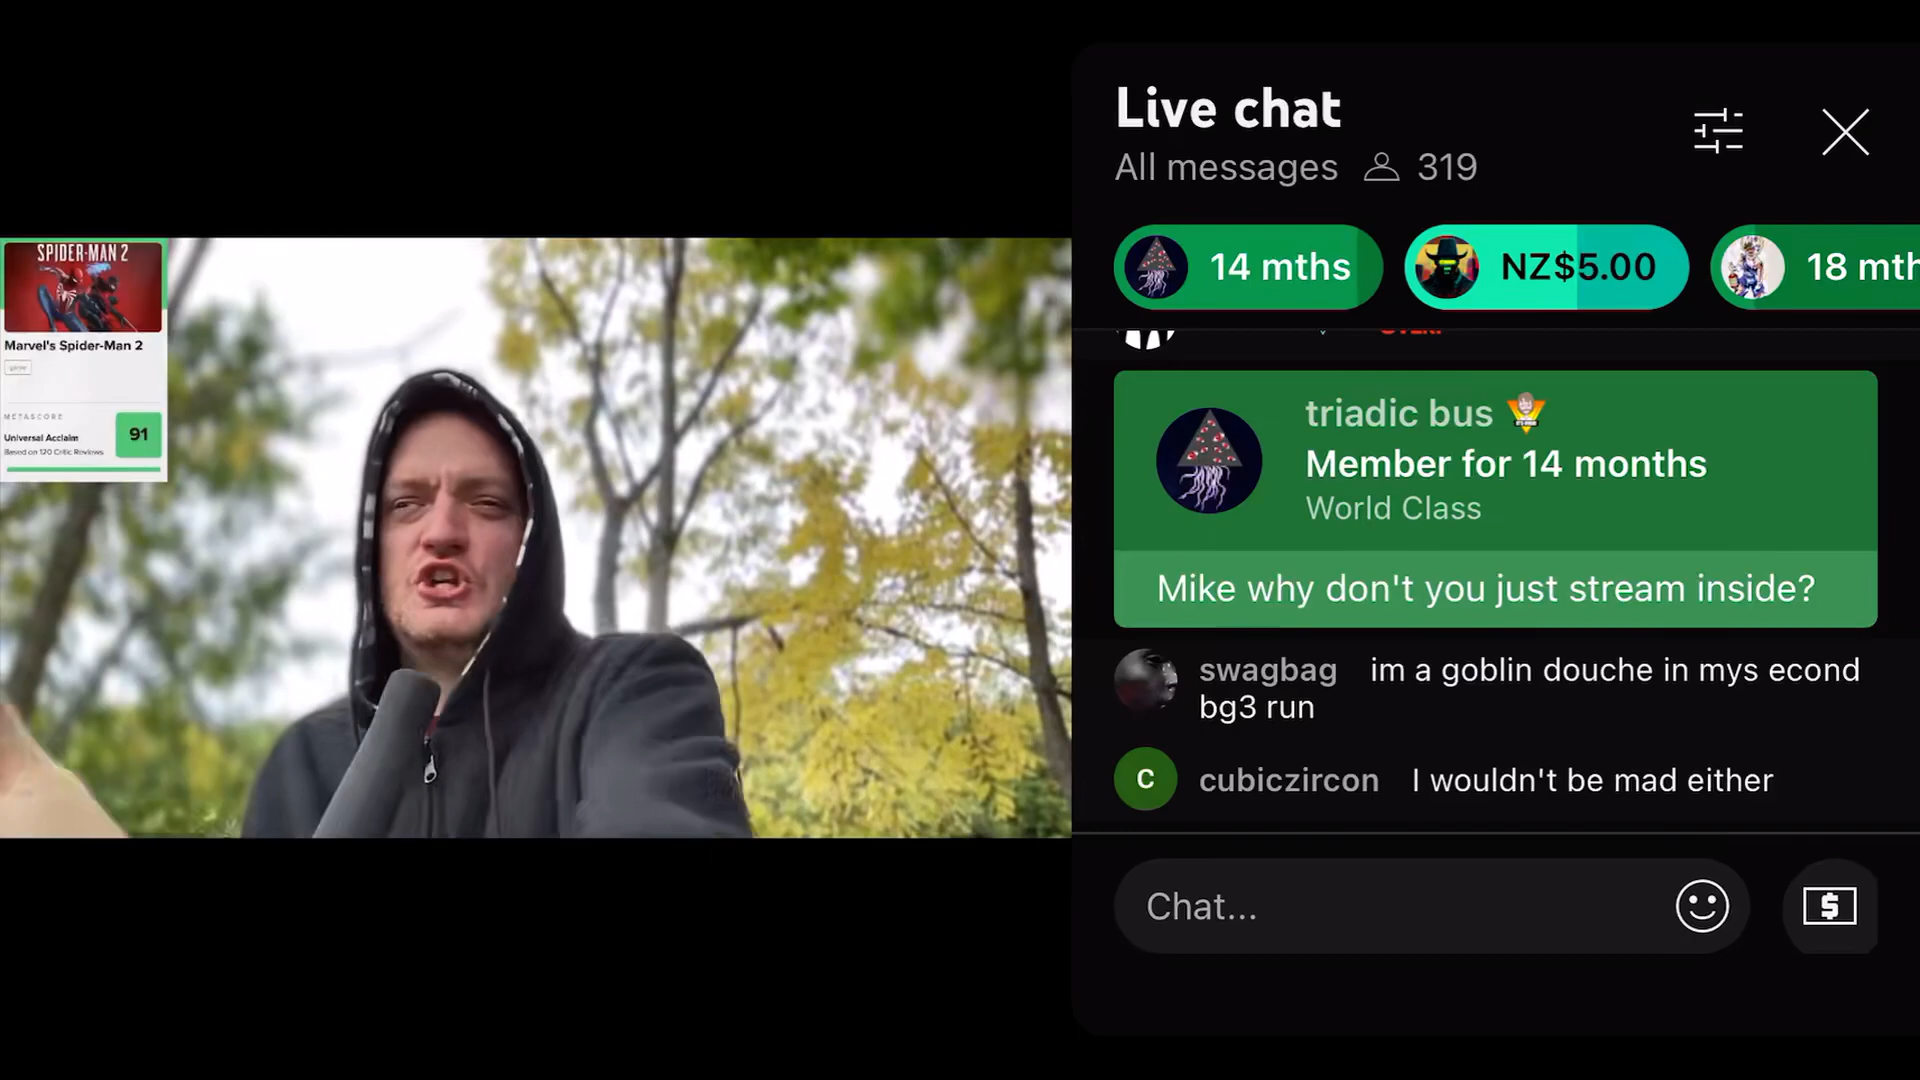 SPIDER-MAN 2
Marvel's Spider-Man 2
game
METASCORE
Universal Acclaim
Based on 120 Critic Reviews
91
Live chat
All messages 319
14 mths
NZ$5.00
18 mth
OVER!
triadic bus
Member for 14 months
World Class
Mike why don't you just stream inside?
swagbag im a goblin douche in mys econd
bg3 run
C
cubiczircon I wouldn't be mad either
Chat...
$